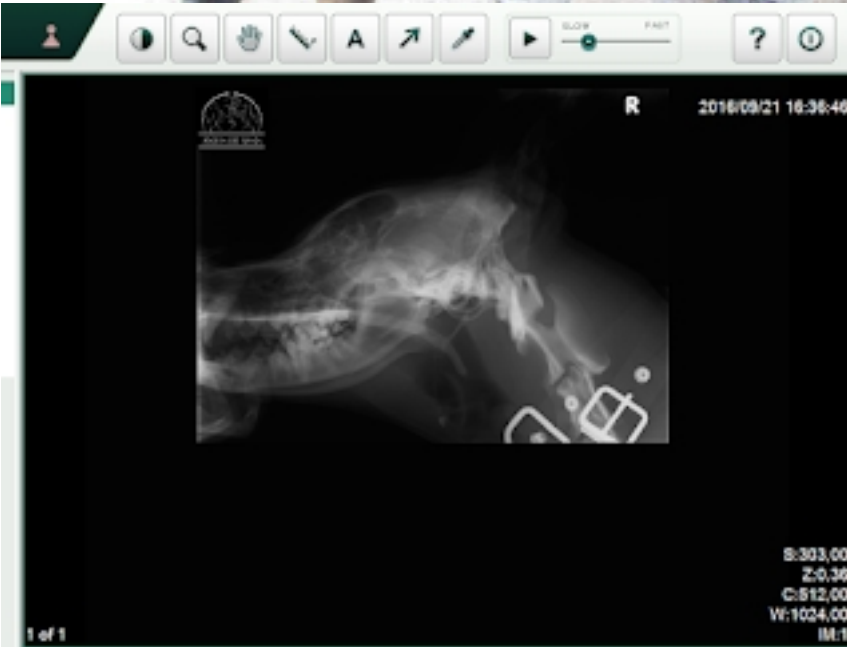 A
SLOW FAST
?
R
2016/09/21 16:36:46
S:303,00
Z:0.36
C:512,00
W:1024,00
IM:1
1 of 1